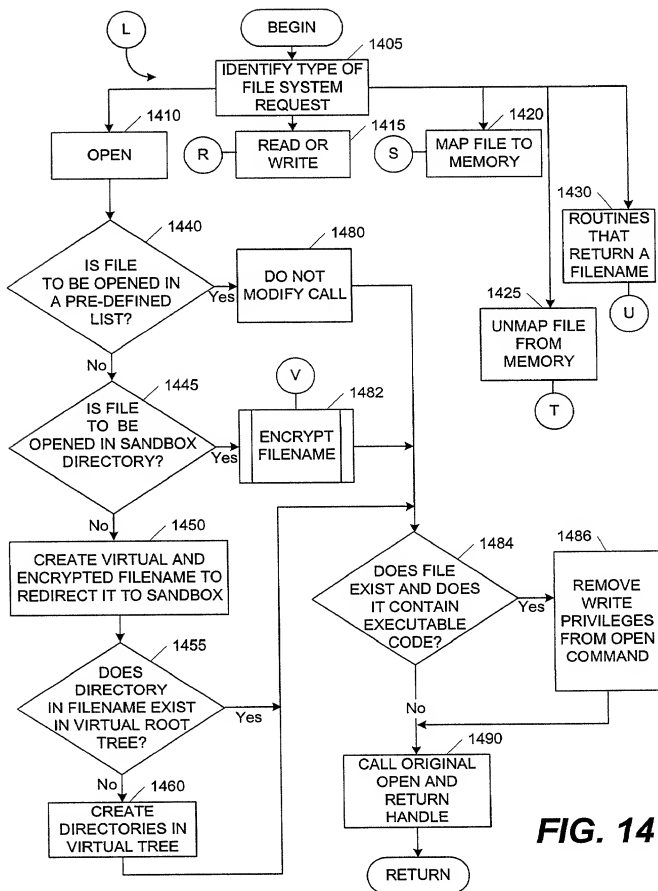 L
BEGIN
1405
IDENTIFY TYPE OF
FILE SYSTEM
REQUEST
1410
OPEN
R
READ OR
WRITE
1415
S
MAP FILE TO
MEMORY
1420
1430
ROUTINES
THAT
RETURN A
FILENAME
U
1425
UNMAP FILE
FROM
MEMORY
T
1440
IS FILE
TO BE OPENED IN
A PRE-DEFINED
LIST?
Yes
No
1480
DO NOT
MODIFY CALL
1445
IS FILE
TO BE
OPENED IN SANDBOX
DIRECTORY?
Yes
No
V
1482
ENCRYPT
FILENAME
1450
CREATE VIRTUAL AND
ENCRYPTED FILENAME TO
REDIRECT IT TO SANDBOX
1455
DOES
DIRECTORY
IN FILENAME EXIST
IN VIRTUAL ROOT
TREE?
Yes
No
1460
CREATE
DIRECTORIES IN
VIRTUAL TREE
1484
DOES FILE
EXIST AND DOES
IT CONTAIN
EXECUTABLE
CODE?
Yes
No
1486
REMOVE
WRITE
PRIVILEGES
FROM OPEN
COMMAND
1490
CALL ORIGINAL
OPEN AND
RETURN
HANDLE
RETURN
FIG. 14